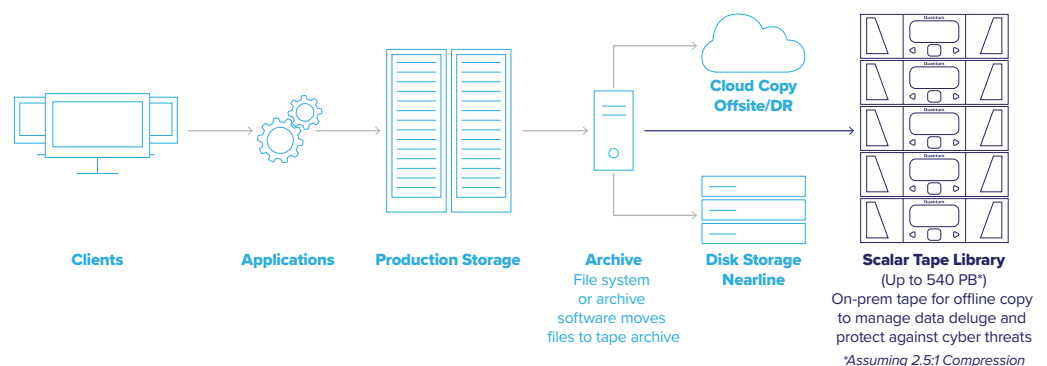 Quantum
Quantum
Quantum
Quantum
Quantum
Cloud Copy
Offsite/DR
Clients
Applications
Production Storage
Archive
File system
or archive
software moves
files to tape archive
Disk Storage
Nearline
Scalar Tape Library
(Up to 540 PB*)
On-prem tape for offline copy
to manage data deluge and
protect against cyber threats
*Assuming 2.5:1 Compression